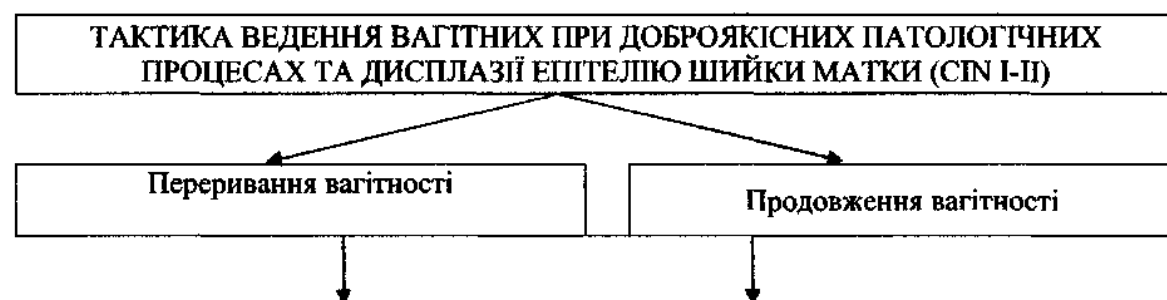 ТАКТИКА ВЕДЕННЯ ВАГІТНИХ ПРИ ДОБРОЯКІСНИХ ПАТОЛОГІЧНИХ
ПРОЦЕСАХ ТА ДИСПЛАЗІЇ ЕПІТЕЛІЮ ШИЙКИ МАТКИ (CIN I-II)
Переривання вагітності
Продовження вагітності